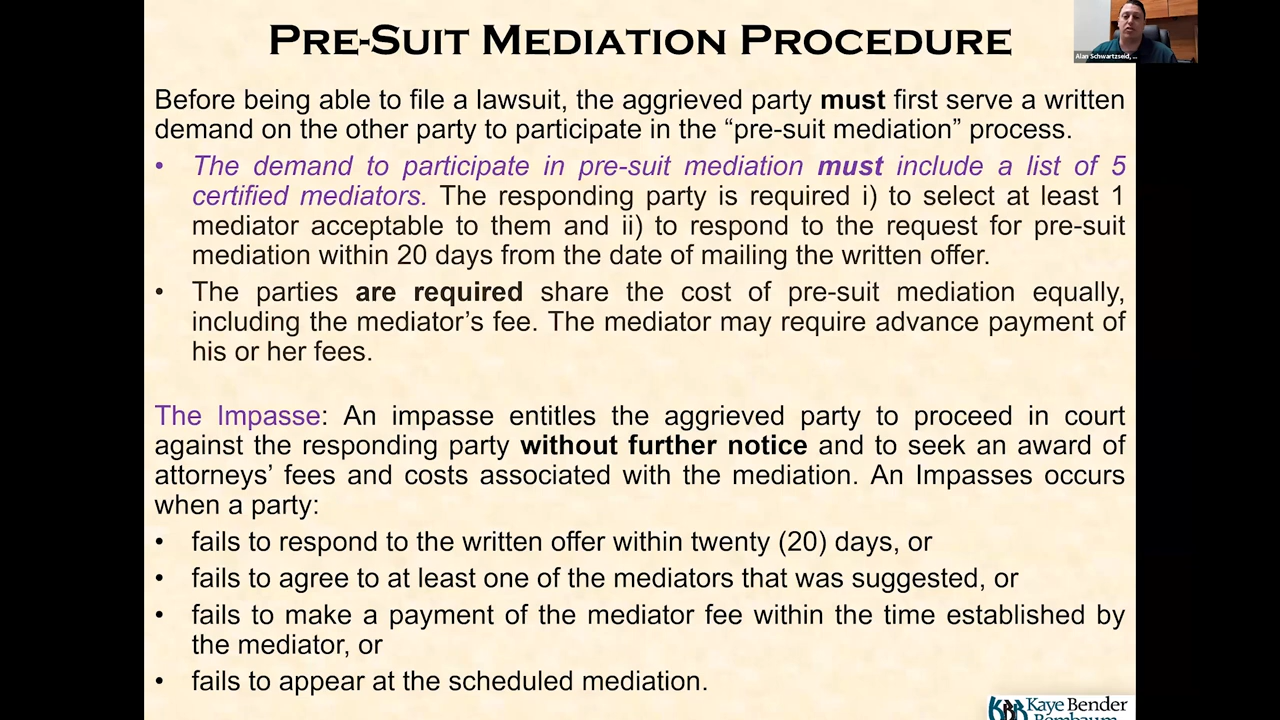 PRE-SUIT MEDIATION PROCEDURE
Alan Schwartzseid, ...
Before being able to file a lawsuit, the aggrieved party must first serve a written
demand on the other party to participate in the “pre-suit mediation” process.
• The demand to participate in pre-suit mediation must include a list of 5
certified mediators. The responding party is required i) to select at least 1
mediator acceptable to them and ii) to respond to the request for pre-suit
mediation within 20 days from the date of mailing the written offer.
• The parties are required share the cost of pre-suit mediation equally,
including the mediator’s fee. The mediator may require advance payment of
his or her fees.
The Impasse: An impasse entitles the aggrieved party to proceed in court
against the responding party without further notice and to seek an award of
attorneys’ fees and costs associated with the mediation. An Impasses occurs
when a party:
• fails to respond to the written offer within twenty (20) days, or
• fails to agree to at least one of the mediators that was suggested, or
• fails to make a payment of the mediator fee within the time established by
the mediator, or
• fails to appear at the scheduled mediation.
KBR Kaye Bender
Rembaum